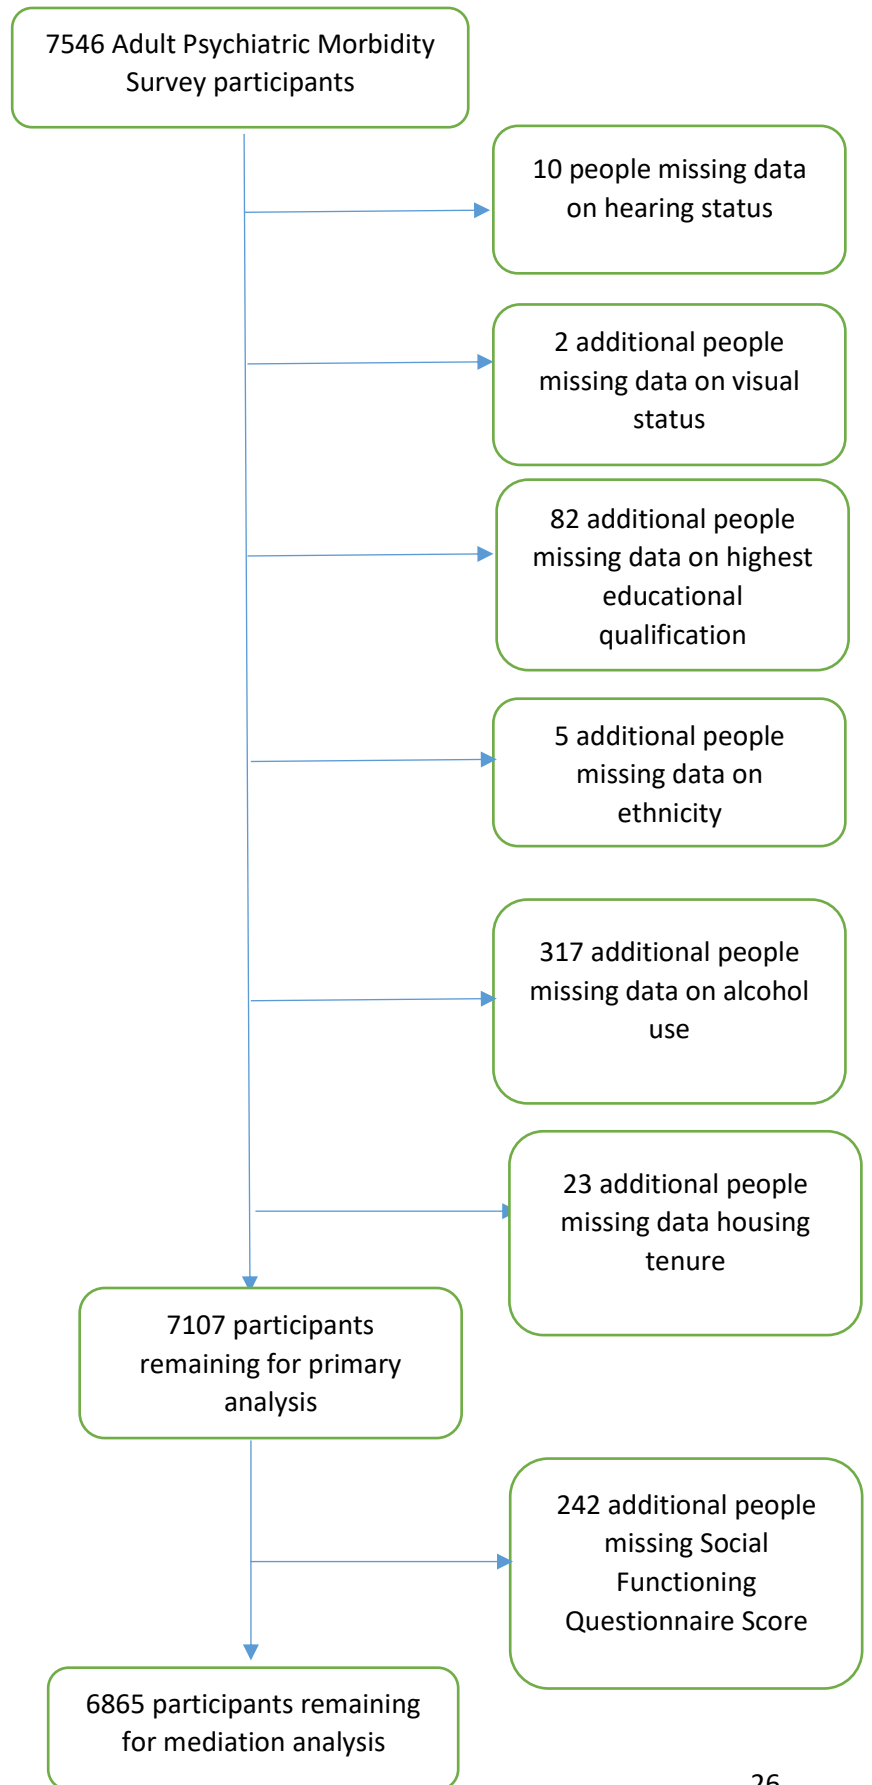 7546 Adult Psychiatric Morbidity
Survey participants
10 people missing data
on hearing status
2 additional people
missing data on visual
status
82 additional people
missing data on highest
educational
qualification
5 additional people
missing data on
ethnicity
317 additional people
missing data on alcohol
use
23 additional people
missing data housing
tenure
7107 participants
remaining for primary
analysis
242 additional people
missing Social
Functioning
Questionnaire Score
6865 participants remaining
for mediation analysis
26